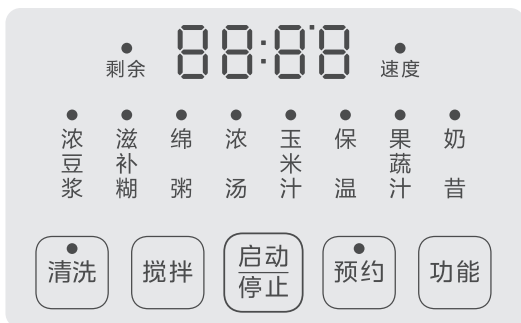 剩余 88:88 速度
浓豆浆 滋补糊 绵粥 浓汤 玉米汁 保温 果蔬汁 奶昔
清洗 搅拌 启动 预约 功能
停止